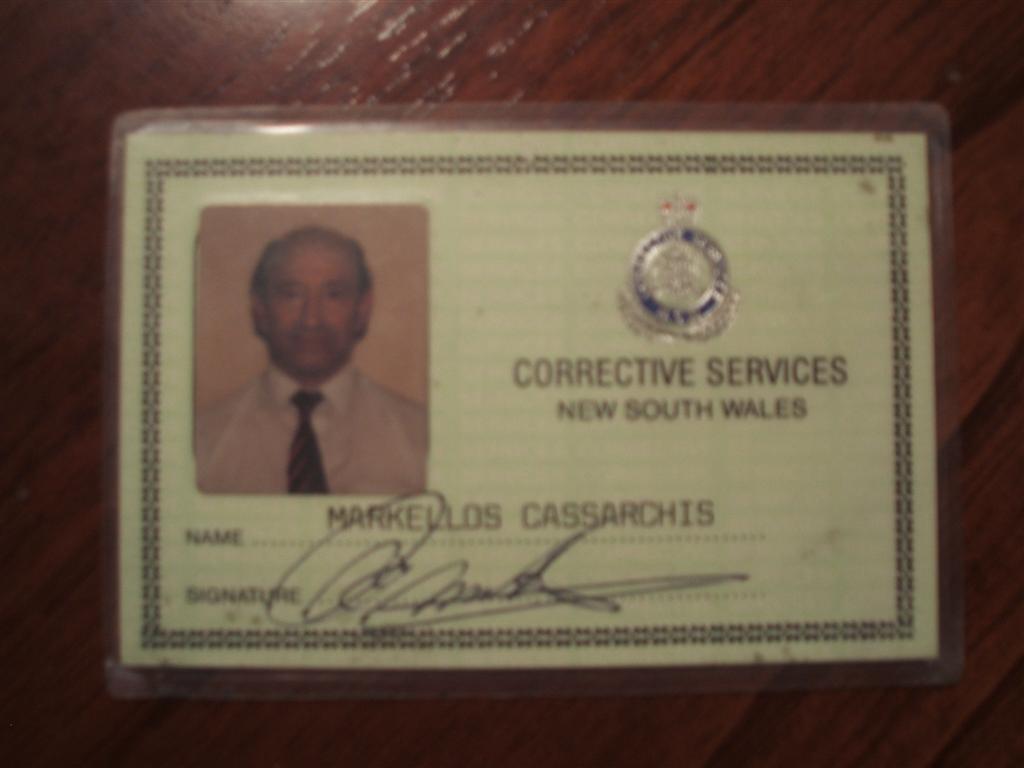 CORRECTIVE SERVICES
NEW SOUTH WALES
MARKELLOS CASSARCHIS
NAME
SIGNATURE